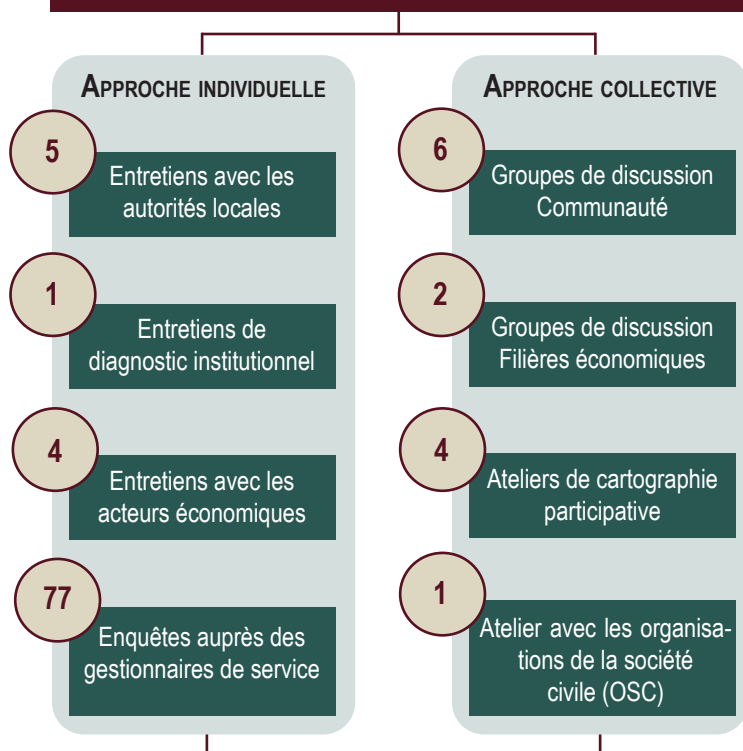 APPROCHE INDIVIDUELLE
5
Entretiens avec les
autorités locales
1
Entretiens de
diagnostic institutionnel
4
Entretiens avec les
acteurs économiques
77
Enquêtes auprès des
gestionnaires de service
APPROCHE COLLECTIVE
6
Groupes de discussion
Communauté
2
Groupes de discussion
Filières économiques
4
Ateliers de cartographie
participative
1
Atelier avec les organisa-
tions de la société
civile (OSC)